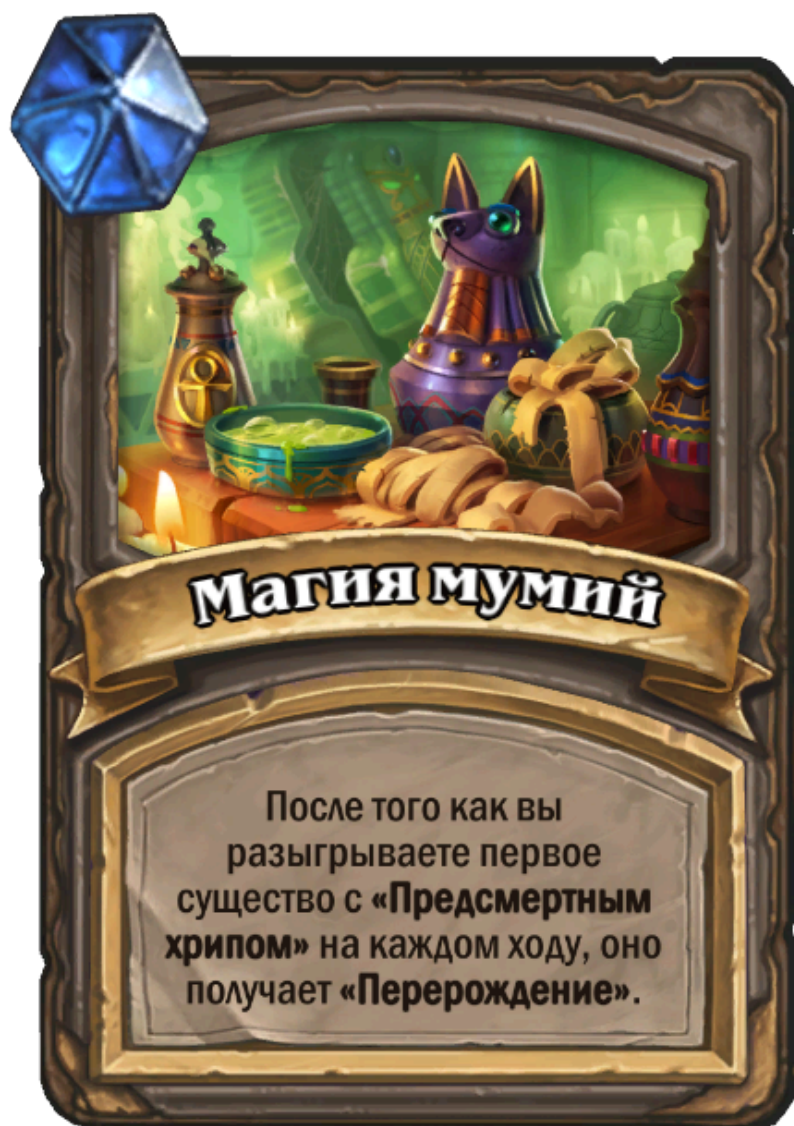 Магия мумий
После того как вы
разыгрываете первое
существо с «Предсмертным
хрипом» на каждом ходу, оно
получает «Перерождение».